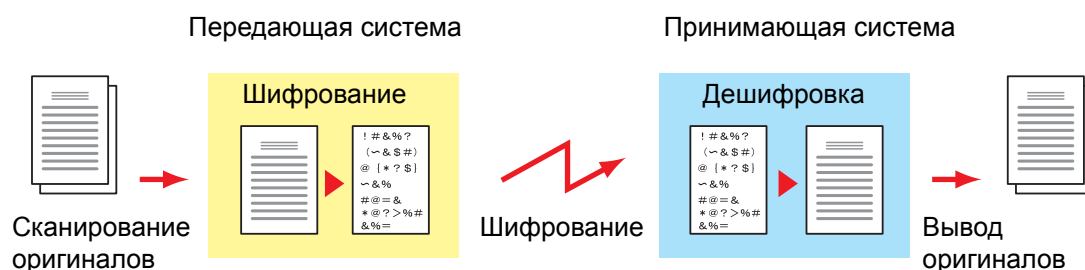 Передающая система
Принимающая система
Шифрование
Дешифровка
!#&%?
(∽&$#)
@{*?$}
∽&%
#@=&
*@?>%#
&%=
!#&%?
(∽&$#)
@{*?$}
∽&%
#@=&
*@?>%#
&%=
Сканирование
оригиналов
Шифрование
Вывод
оригиналов